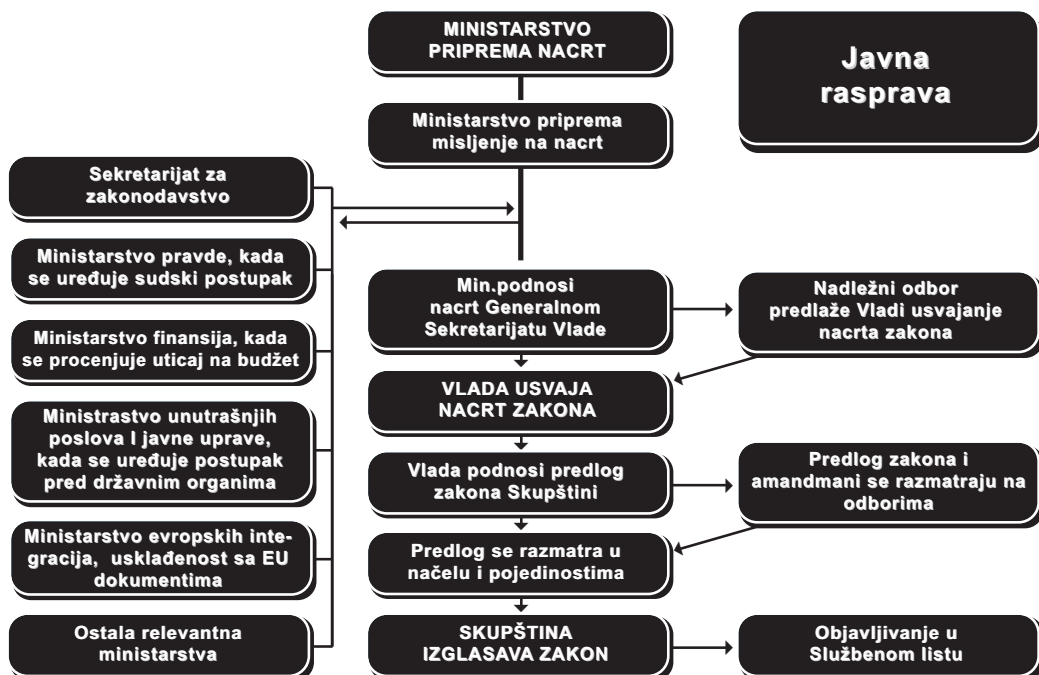 MINISTARSTVO
PRIPREMA NACRT
Javna
rasprava
Ministarstvo priprema
misljenje na nacrt
Sekretarijat za
zakonodavstvo
Ministarstvo pravde, kada
se uređuje sudski postupak
Ministarstvo finansija, kada
se procenjuje uticaj na budžet
Ministrastvo unutrašnjih
poslova I javne uprave,
kada se uređuje postupak
pred državnim organima
Ministarstvo evropskih inte-
gracija, usklađenost sa EU
dokumentima
Ostala relevantna
ministarstva
Min.podnosi
nacrt Generalnom
Sekretarijatu Vlade
Nadležni odbor
predlaže Vladi usvajanje
nacrta zakona
VLADA USVAJA
NACRT ZAKONA
Vlada podnosi predlog
zakona Skupštini
Predlog zakona i
amandmani se razmatraju na
odborima
Predlog se razmatra u
načelu i pojedinostima
SKUPŠTINA
IZGLASAVA ZAKON
Objavljivanje u
Službenom listu